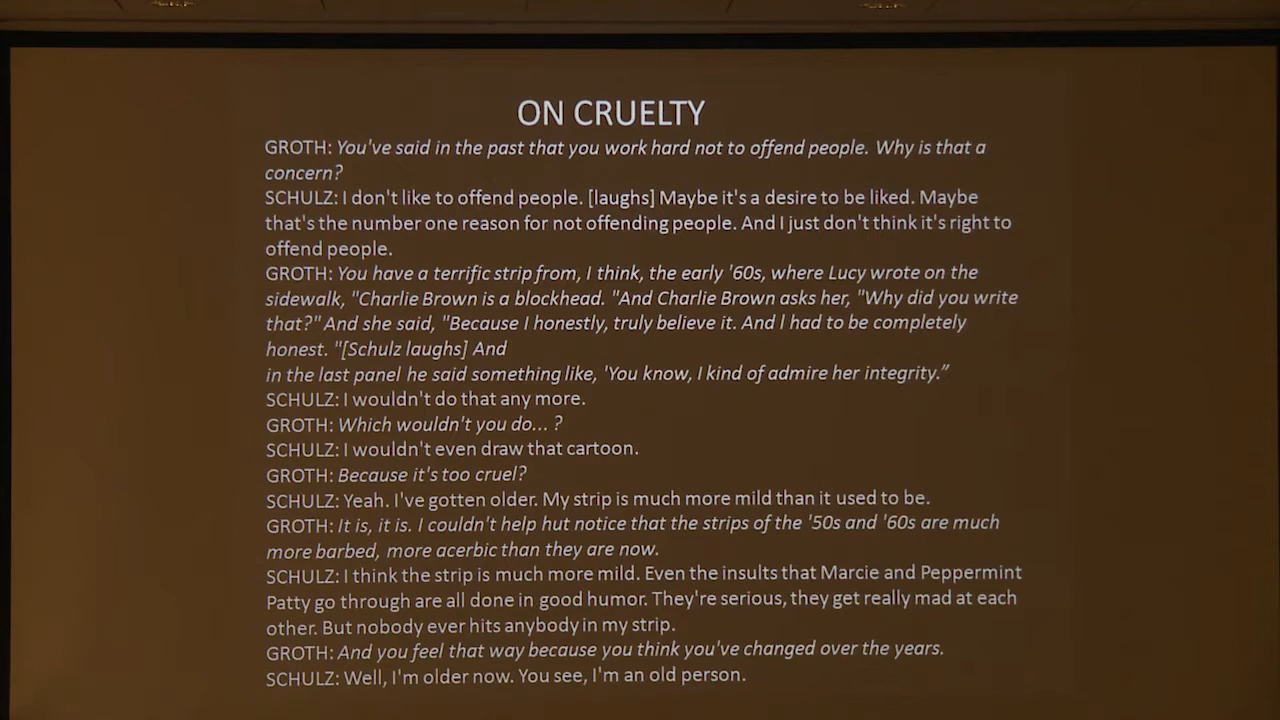 ON CRUELTY
GROTH: You've said in the past that you work hard not to offend people. Why is that a
concern?
SCHULZ: I don't like to offend people. [laughs] Maybe it's a desire to be liked. Maybe
that's the number one reason for not offending people. And I just don't think it's right to
offend people.
GROTH: You have a terrific strip from, I think, the early '60s, where Lucy wrote on the
sidewalk, "Charlie Brown is a blockhead. "And Charlie Brown asks her, "Why did you write
that?" And she said, "Because I honestly, truly believe it. And l had to be completely
honest. "[Schulz laughs] And
in the last panel he said something like, 'You know, I kind of admire her integrity.”
SCHULZ: I wouldn't do that any more.
GROTH: Which wouldn't you do... ?
SCHULZ: I wouldn't even draw that cartoon.
GROTH: Because it's too cruel?
SCHULZ: Yeah. I've gotten older. My strip is much more mild than it used to be.
GROTH: It is, it is. I couldn't help hut notice that the strips of the '50s and '60s are much
more barbed, more acerbic than they are now.
SCHULZ: I think the strip is much more mild. Even the insults that Marcie and Peppermint
Patty go through are all done in good humor. They're serious, they get really mad at each
other. But nobody ever hits anybody in my strip.
GROTH: And you feel that way because you think you've changed over the years.
SCHULZ: Well, I'm older now. You see, I'm an old person.